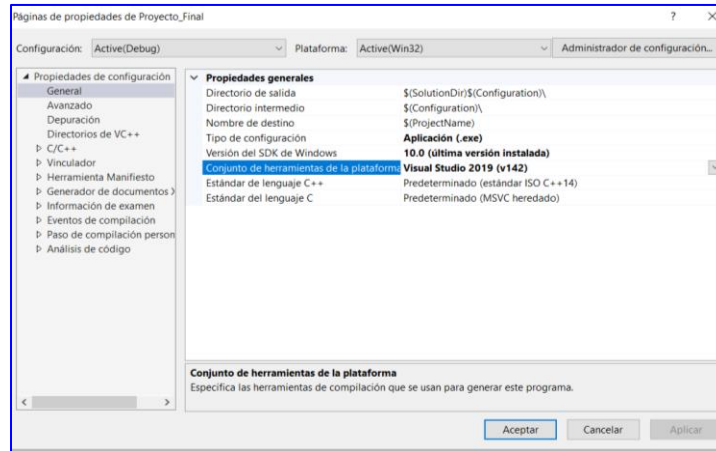 Páginas de propiedades de Proyecto_Final ? X
Configuración: Active(Debug) Plataforma: Active(Win32) Administrador de configuración...
Propiedades de configuración
General
Avanzado
Depuración
Directorios de VC++
C/C++
Vinculador
Herramienta Manifiesto
Generador de documentos X
Información de examen
Eventos de compilación
Paso de compilación person
Análisis de código
Propiedades generales
Directorio de salida $(SolutionDir)$(Configuration)\
Directorio intermedio $(Configuration)\
Nombre de destino $(ProjectName)
Tipo de configuración Aplicación (.exe)
Versión del SDK de Windows 10.0 (última versión instalada)
Conjunto de herramientas de la plataforma Visual Studio 2019 (v142)
Estándar de lenguaje C++ Predeterminado (estándar ISO C++14)
Estándar del lenguaje C Predeterminado (MSVC heredado)
Conjunto de herramientas de la plataforma
Especifica las herramientas de compilación que se usan para generar este programa.
Aceptar Cancelar Aplicar